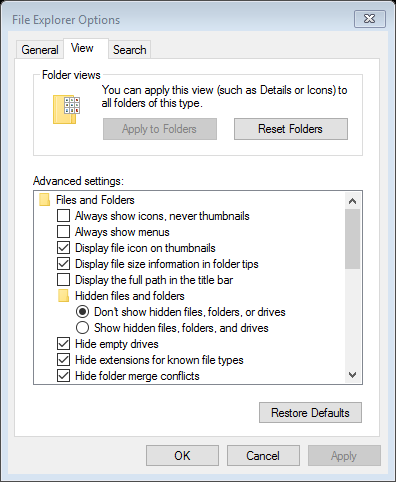 File Explorer Options
General
View
Search
Folder views
You can apply this view (such as Details or Icons) to
all folders of this type.
Apply to Folders
Reset Folders
Advanced settings:
Files and Folders
Always show icons, never thumbnails
Always show menus
Display file icon on thumbnails
Display file size information in folder tips
Display the full path in the title bar
Hidden files and folders
Don't show hidden files, folders, or drives
Show hidden files, folders, and drives
Hide empty drives
Hide extensions for known file types
Hide folder merge conflicts
Restore Defaults
OK
Cancel
Apply